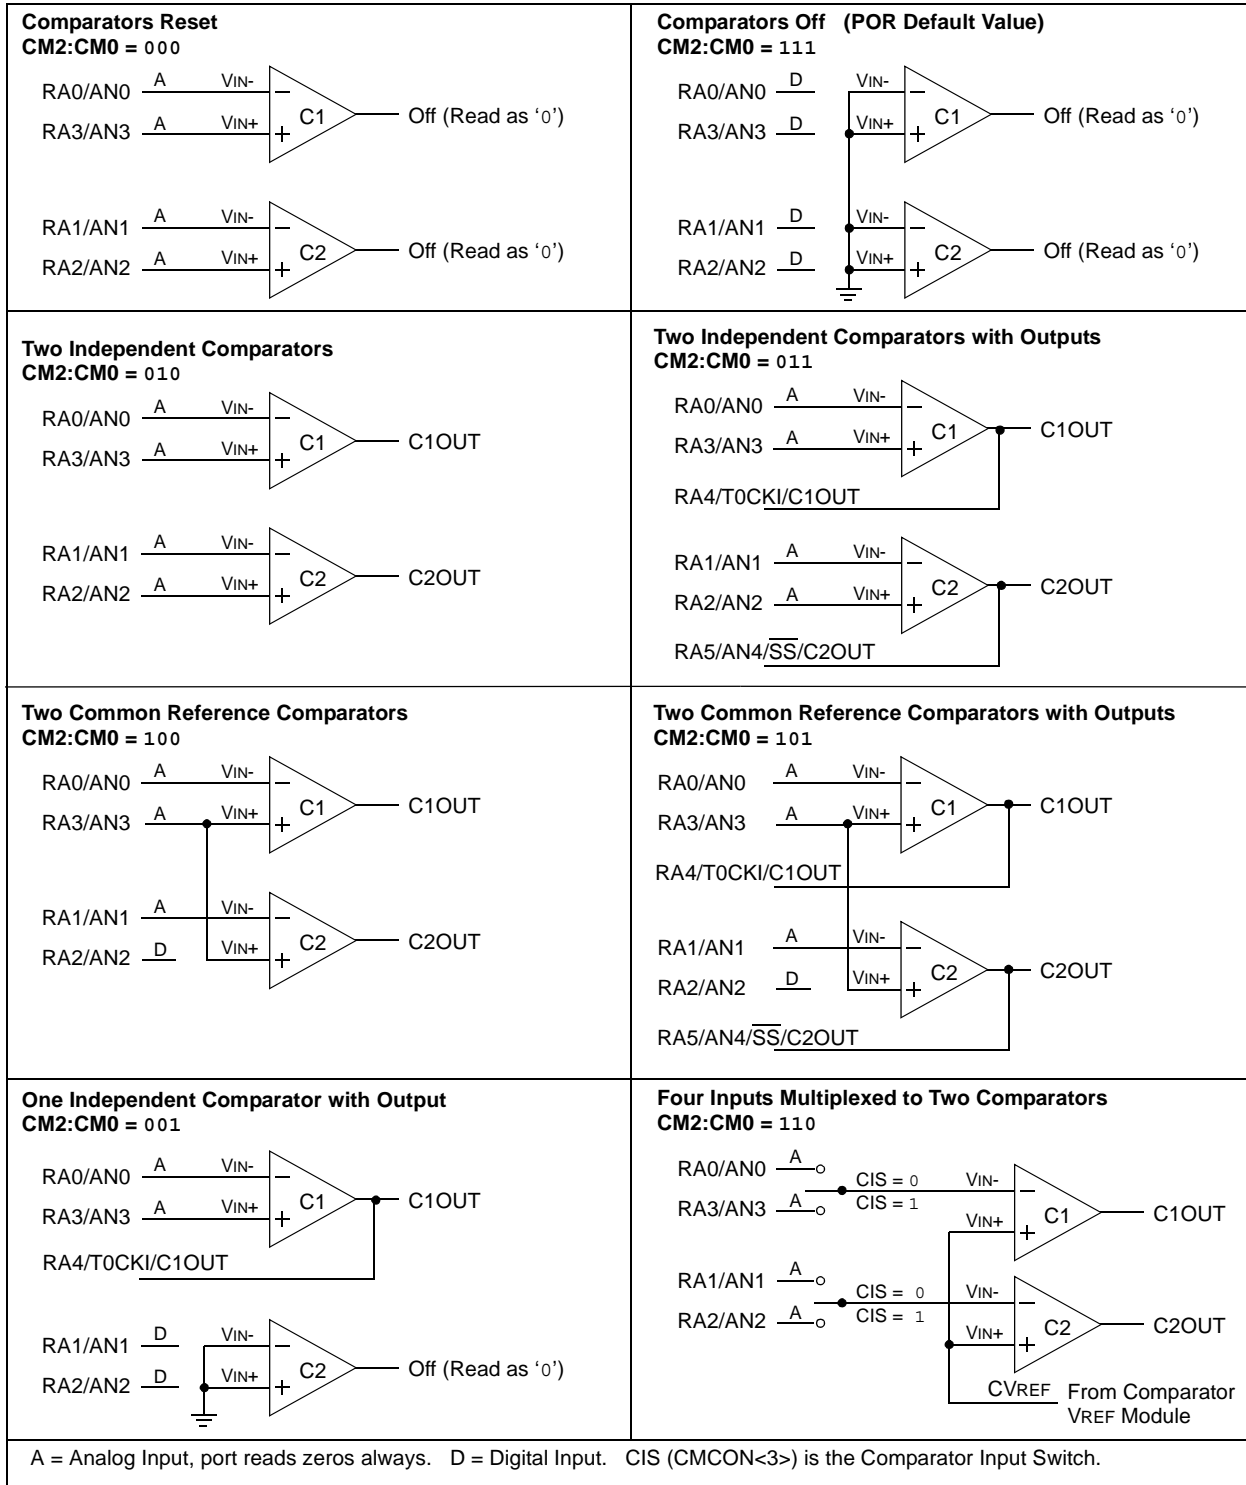 Comparators Reset
CM2:CM0 = 000
RA0/AN0 A VIN-
C1 Off (Read as ‘0’)
RA3/AN3 A VIN+
RA1/AN1 A VIN-
C2 Off (Read as ‘0’)
RA2/AN2 A VIN+
Comparators Off (POR Default Value)
CM2:CM0 = 111
RA0/AN0 D VIN-
C1 Off (Read as ‘0’)
RA3/AN3 D VIN+
RA1/AN1 D VIN-
C2 Off (Read as ‘0’)
RA2/AN2 D VIN+
Two Independent Comparators
CM2:CM0 = 010
RA0/AN0 A VIN-
C1 C1OUT
RA3/AN3 A VIN+
RA1/AN1 A VIN-
C2 C2OUT
RA2/AN2 A VIN+
Two Independent Comparators with Outputs
CM2:CM0 = 011
RA0/AN0 A VIN-
C1 C1OUT
RA3/AN3 A VIN+
RA4/T0CKI/C1OUT
RA1/AN1 A VIN-
C2 C2OUT
RA2/AN2 A VIN+
RA5/AN4/SS/C2OUT
Two Common Reference Comparators
CM2:CM0 = 100
RA0/AN0 A VIN-
C1 C1OUT
RA3/AN3 A VIN+
RA1/AN1 A VIN-
C2 C2OUT
RA2/AN2 D VIN+
Two Common Reference Comparators with Outputs
CM2:CM0 = 101
RA0/AN0 A VIN-
C1 C1OUT
RA3/AN3 A VIN+
RA4/T0CKI/C1OUT
RA1/AN1 A VIN-
C2 C2OUT
RA2/AN2 D VIN+
RA5/AN4/SS/C2OUT
One Independent Comparator with Output
CM2:CM0 = 001
RA0/AN0 A VIN-
C1 C1OUT
RA3/AN3 A VIN+
RA4/T0CKI/C1OUT
RA1/AN1 D VIN-
C2 Off (Read as ‘0’)
RA2/AN2 D VIN+
Four Inputs Multiplexed to Two Comparators
CM2:CM0 = 110
RA0/AN0 A
CIS = 0 VIN-
RA3/AN3 A CIS = 1
C1 C1OUT
VIN+
RA1/AN1 A
CIS = 0 VIN-
RA2/AN2 A CIS = 1
C2 C2OUT
VIN+
CVREF From Comparator
VREF Module
A = Analog Input, port reads zeros always. D = Digital Input. CIS (CMCON<3>) is the Comparator Input Switch.